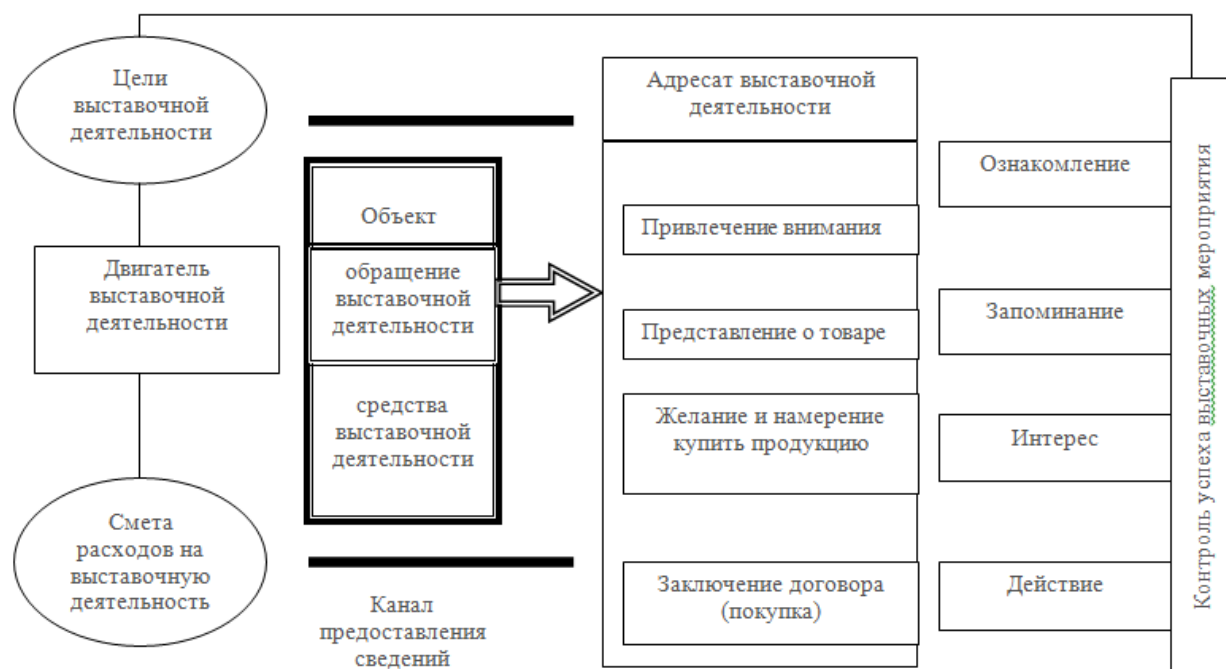 Цели
выставочной
деятельности
Двигатель
выставочной
деятельности
Смета
расходов на
выставочную
деятельность
Объект
обращение
выставочной
деятельности
средства
выставочной
деятельности
Канал
предоставления
сведений
Адресат выставочной
деятельности
Привлечение внимания
Представление о товаре
Желание и намерение
купить продукцию
Заключение договора
(покупка)
Ознакомление
Запоминание
Интерес
Действие
Контроль успеха выставочных мероприятия